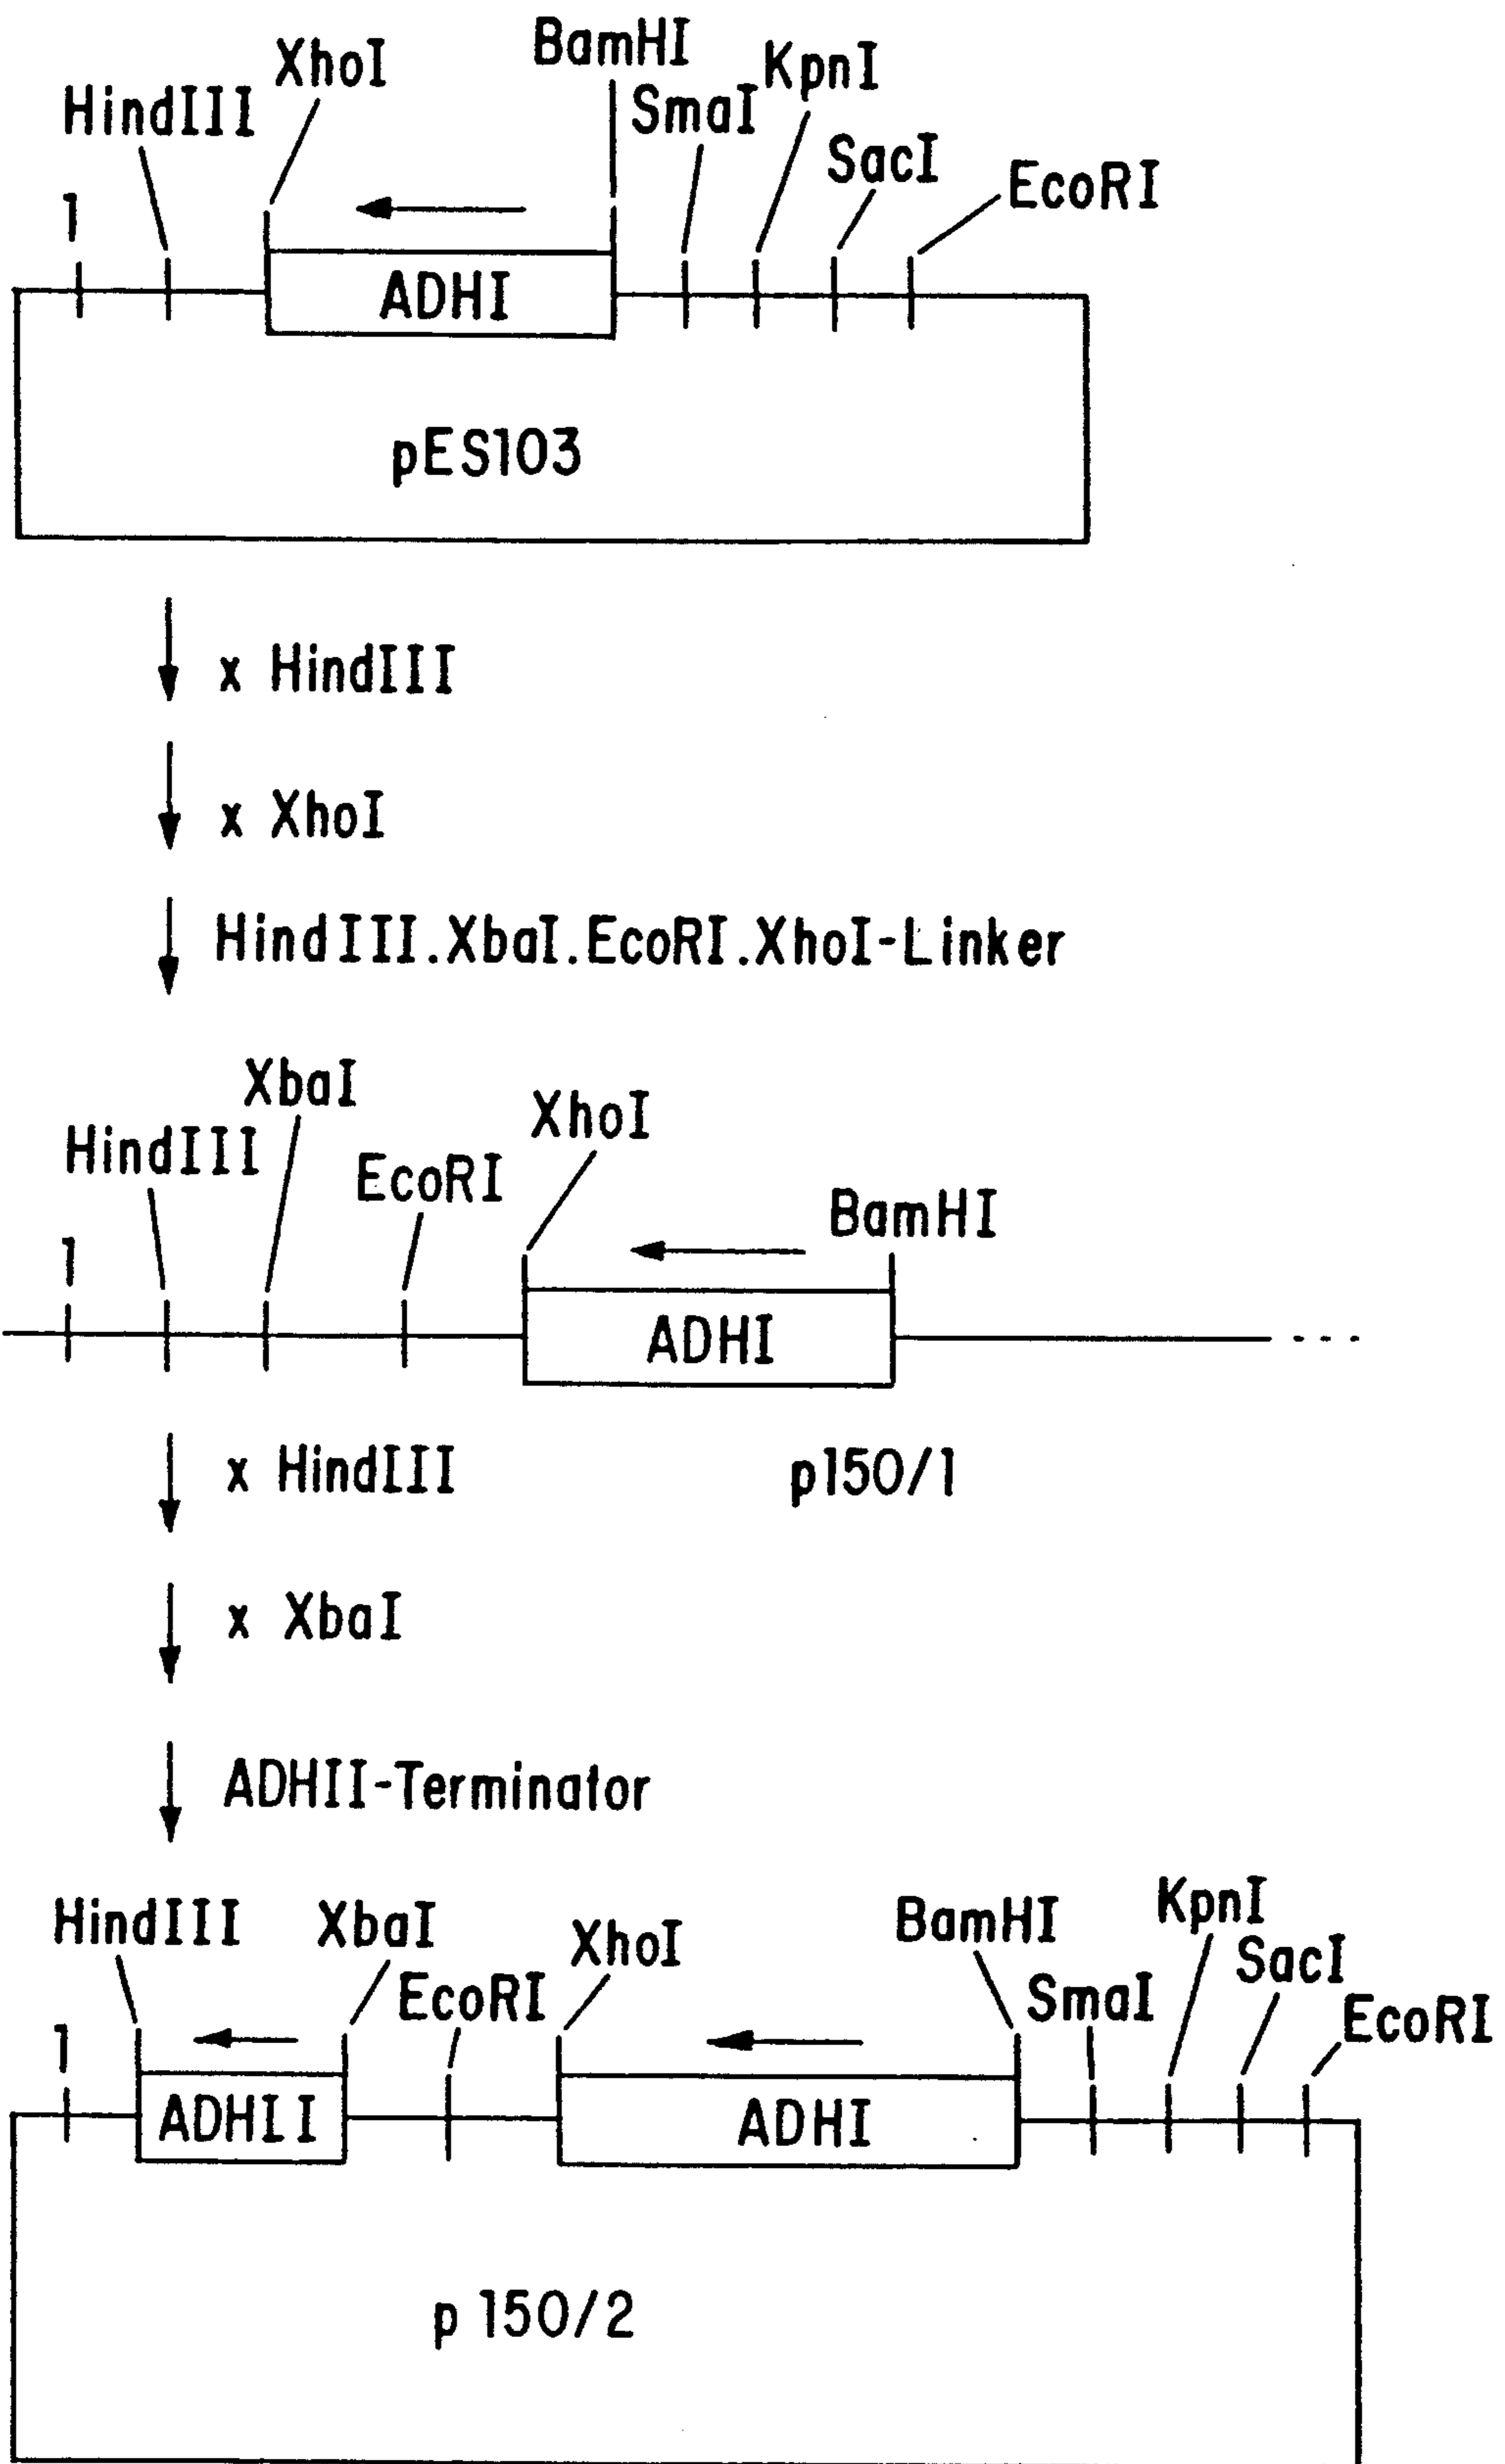 BamHI
XhoI
KpnI
HindIII
SmaI
SacI
EcoRI
1
ADHI
pES103
x HindIII
x XhoI
HindIII.XbaI.EcoRI.XhoI-Linker
XbaI
XhoI
HindIII
EcoRI
BamHI
1
ADHI
x HindIII
p150/1
x XbaI
ADHII-Terminator
KpnI
HindIII
XbaI
XhoI
BamHI
SacI
EcoRI
SmaI
EcoRI
1
ADHII
ADHI
p 150/2